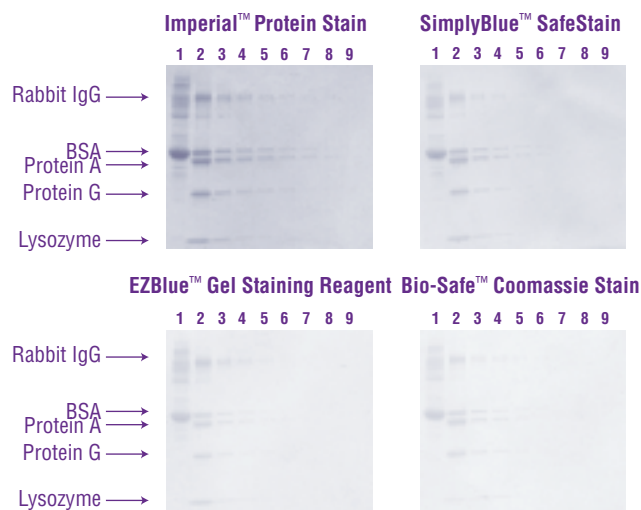 Imperial™ Protein Stain
SimplyBlue™ SafeStain
1 2 3 4 5 6 7 8 9
1 2 3 4 5 6 7 8 9
Rabbit IgG
BSA
Protein A
Protein G
Lysozyme
EZBlue™ Gel Staining Reagent
Bio-Safe™ Coomassie Stain
1 2 3 4 5 6 7 8 9
1 2 3 4 5 6 7 8 9
Rabbit IgG
BSA
Protein A
Protein G
Lysozyme